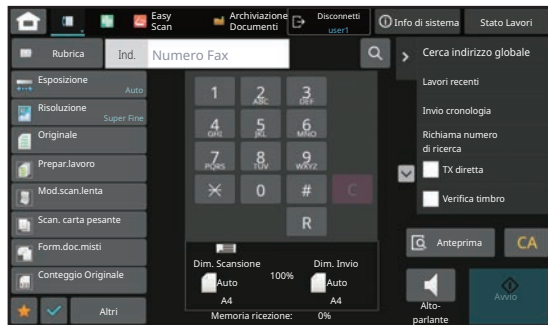 Easy
Scan
Archiviazione
Documenti
Disconnetti
user1
Info di sistema
Stato Lavori
Rubrica
Ind.
Numero Fax
Cerca indirizzo globale
Esposizione
Auto
Risoluzione
Super Fine
Originale
Prepar.lavoro
Mod.scan.lenta
Scan. carta pesante
Form.doc.misti
Conteggio Originale
Altri
1
2
ABC
3
DEF
4
GHI
5
JKL
6
MNO
7
PQRS
8
TUV
9
WXYZ
0
#
C
R
Dim. Scansione
Auto
A4
100%
Dim. Invio
Auto
A4
Memoria ricezione:
0%
Lavori recenti
Invio cronologia
Richiama numero
di ricerca
TX diretta
Verifica timbro
Anteprima
CA
Alto-
parlante
Avvio